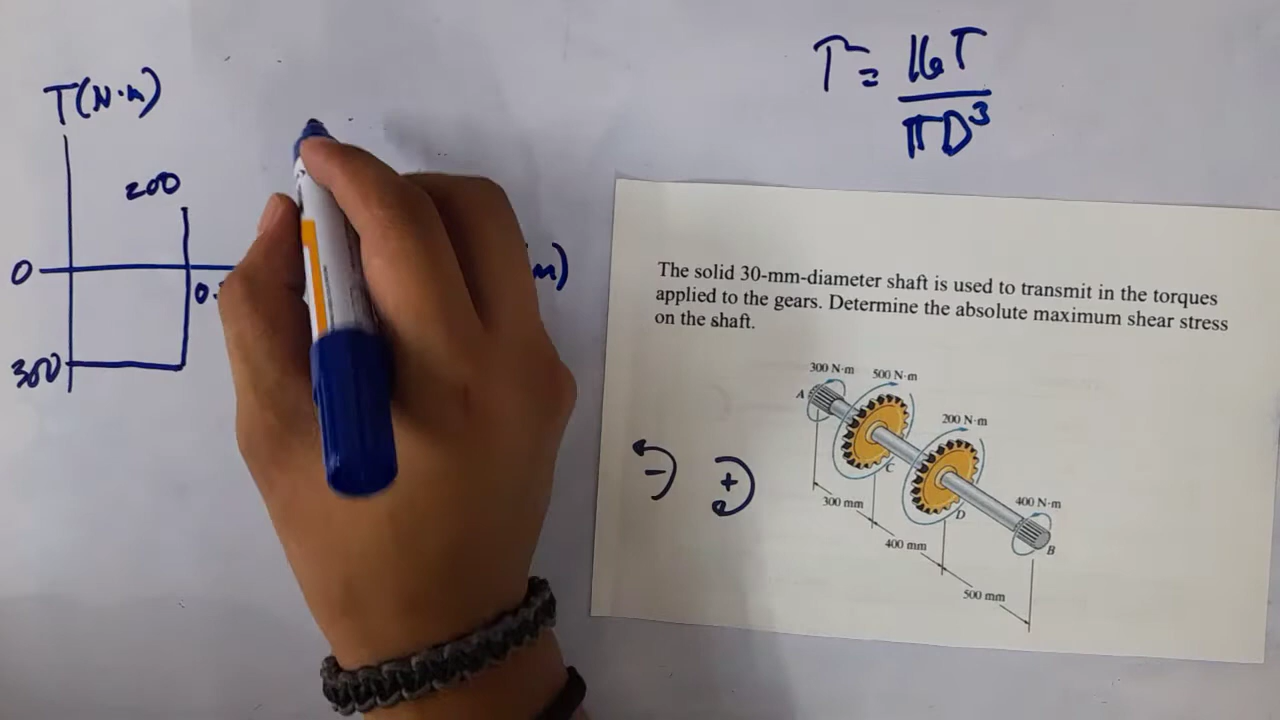 T(N·m)
200
0
0.
m)
300
τ = 16T
πD³
The solid 30-mm-diameter shaft is used to transmit in the torques
applied to the gears. Determine the absolute maximum shear stress
on the shaft.
300 N·m
500 N·m
A
200 N·m
C
300 mm
400 N·m
D
400 mm
B
500 mm
−
+